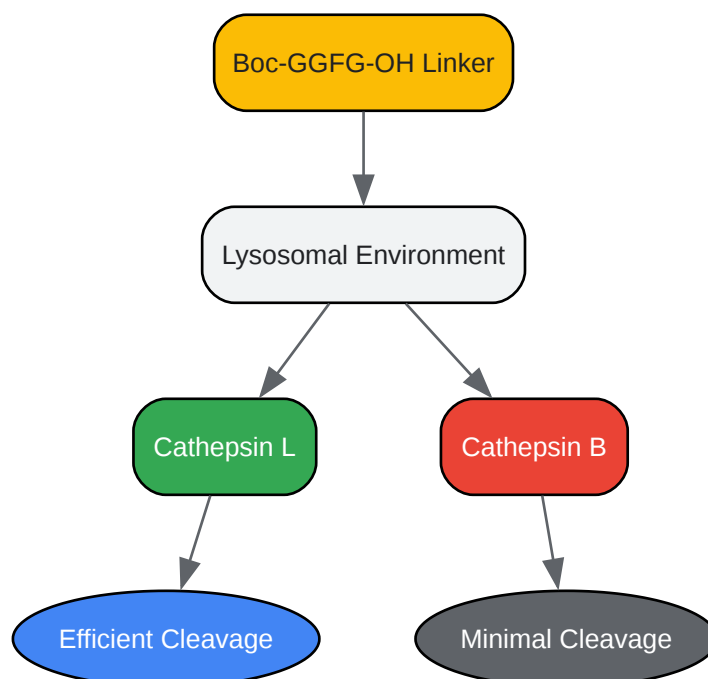 Boc-GGFG-OH Linker
Lysosomal Environment
Cathepsin L
Cathepsin B
Efficient Cleavage
Minimal Cleavage